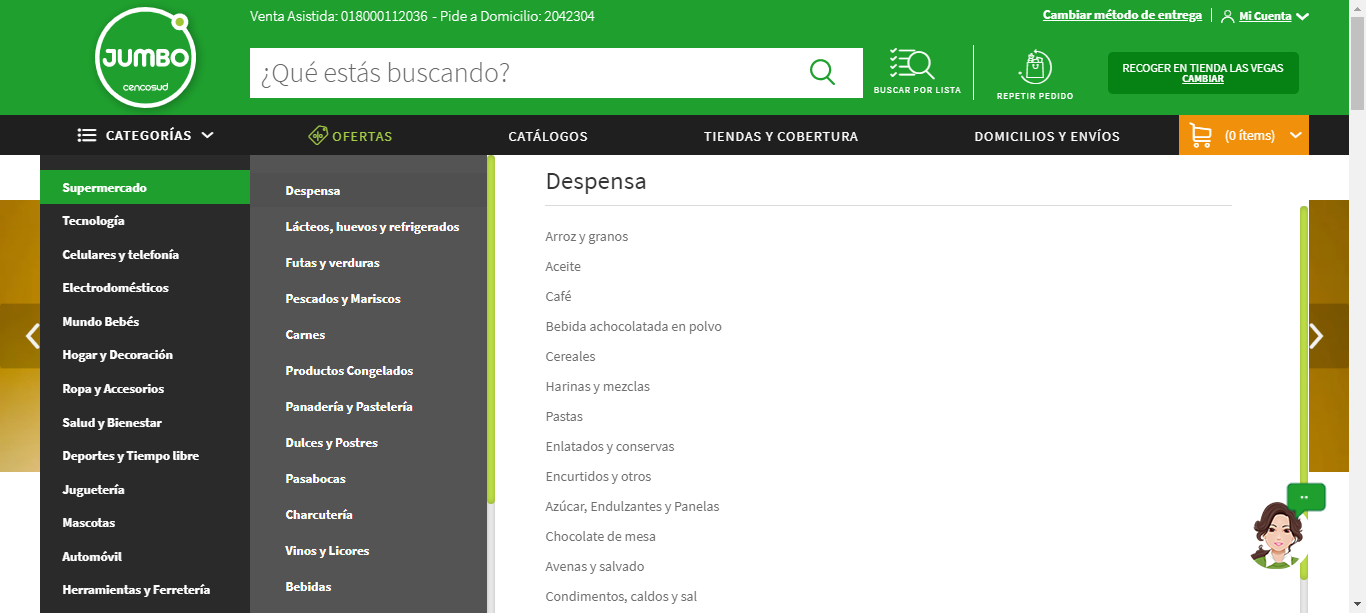 Venta Asistida: 018000112036 - Pide a Domicilio: 2042304
Cambiar método de entrega
Mi Cuenta
JUMBO
cencosud
¿Qué estás buscando?
BUSCAR POR LISTA
REPETIR PEDIDO
RECOGER EN TIENDA LAS VEGAS
CAMBIAR
CATEGORÍAS
OFERTAS
CATÁLOGOS
TIENDAS Y COBERTURA
DOMICILIOS Y ENVÍOS
(0 ítems)
Supermercado
Tecnología
Celulares y telefonía
Electrodomésticos
Mundo Bebés
Hogar y Decoración
Ropa y Accesorios
Salud y Bienestar
Deportes y Tiempo libre
Juguetería
Mascotas
Automóvil
Herramientas y Ferretería
Despensa
Lácteos, huevos y refrigerados
Futas y verduras
Pescados y Mariscos
Carnes
Productos Congelados
Panadería y Pastelería
Dulces y Postres
Pasabocas
Charcutería
Vinos y Licores
Bebidas
Despensa
Arroz y granos
Aceite
Café
Bebida achocolatada en polvo
Cereales
Harinas y mezclas
Pastas
Enlatados y conservas
Encurtidos y otros
Azúcar, Endulzantes y Panelas
Chocolate de mesa
Avenas y salvado
Condimentos, caldos y sal